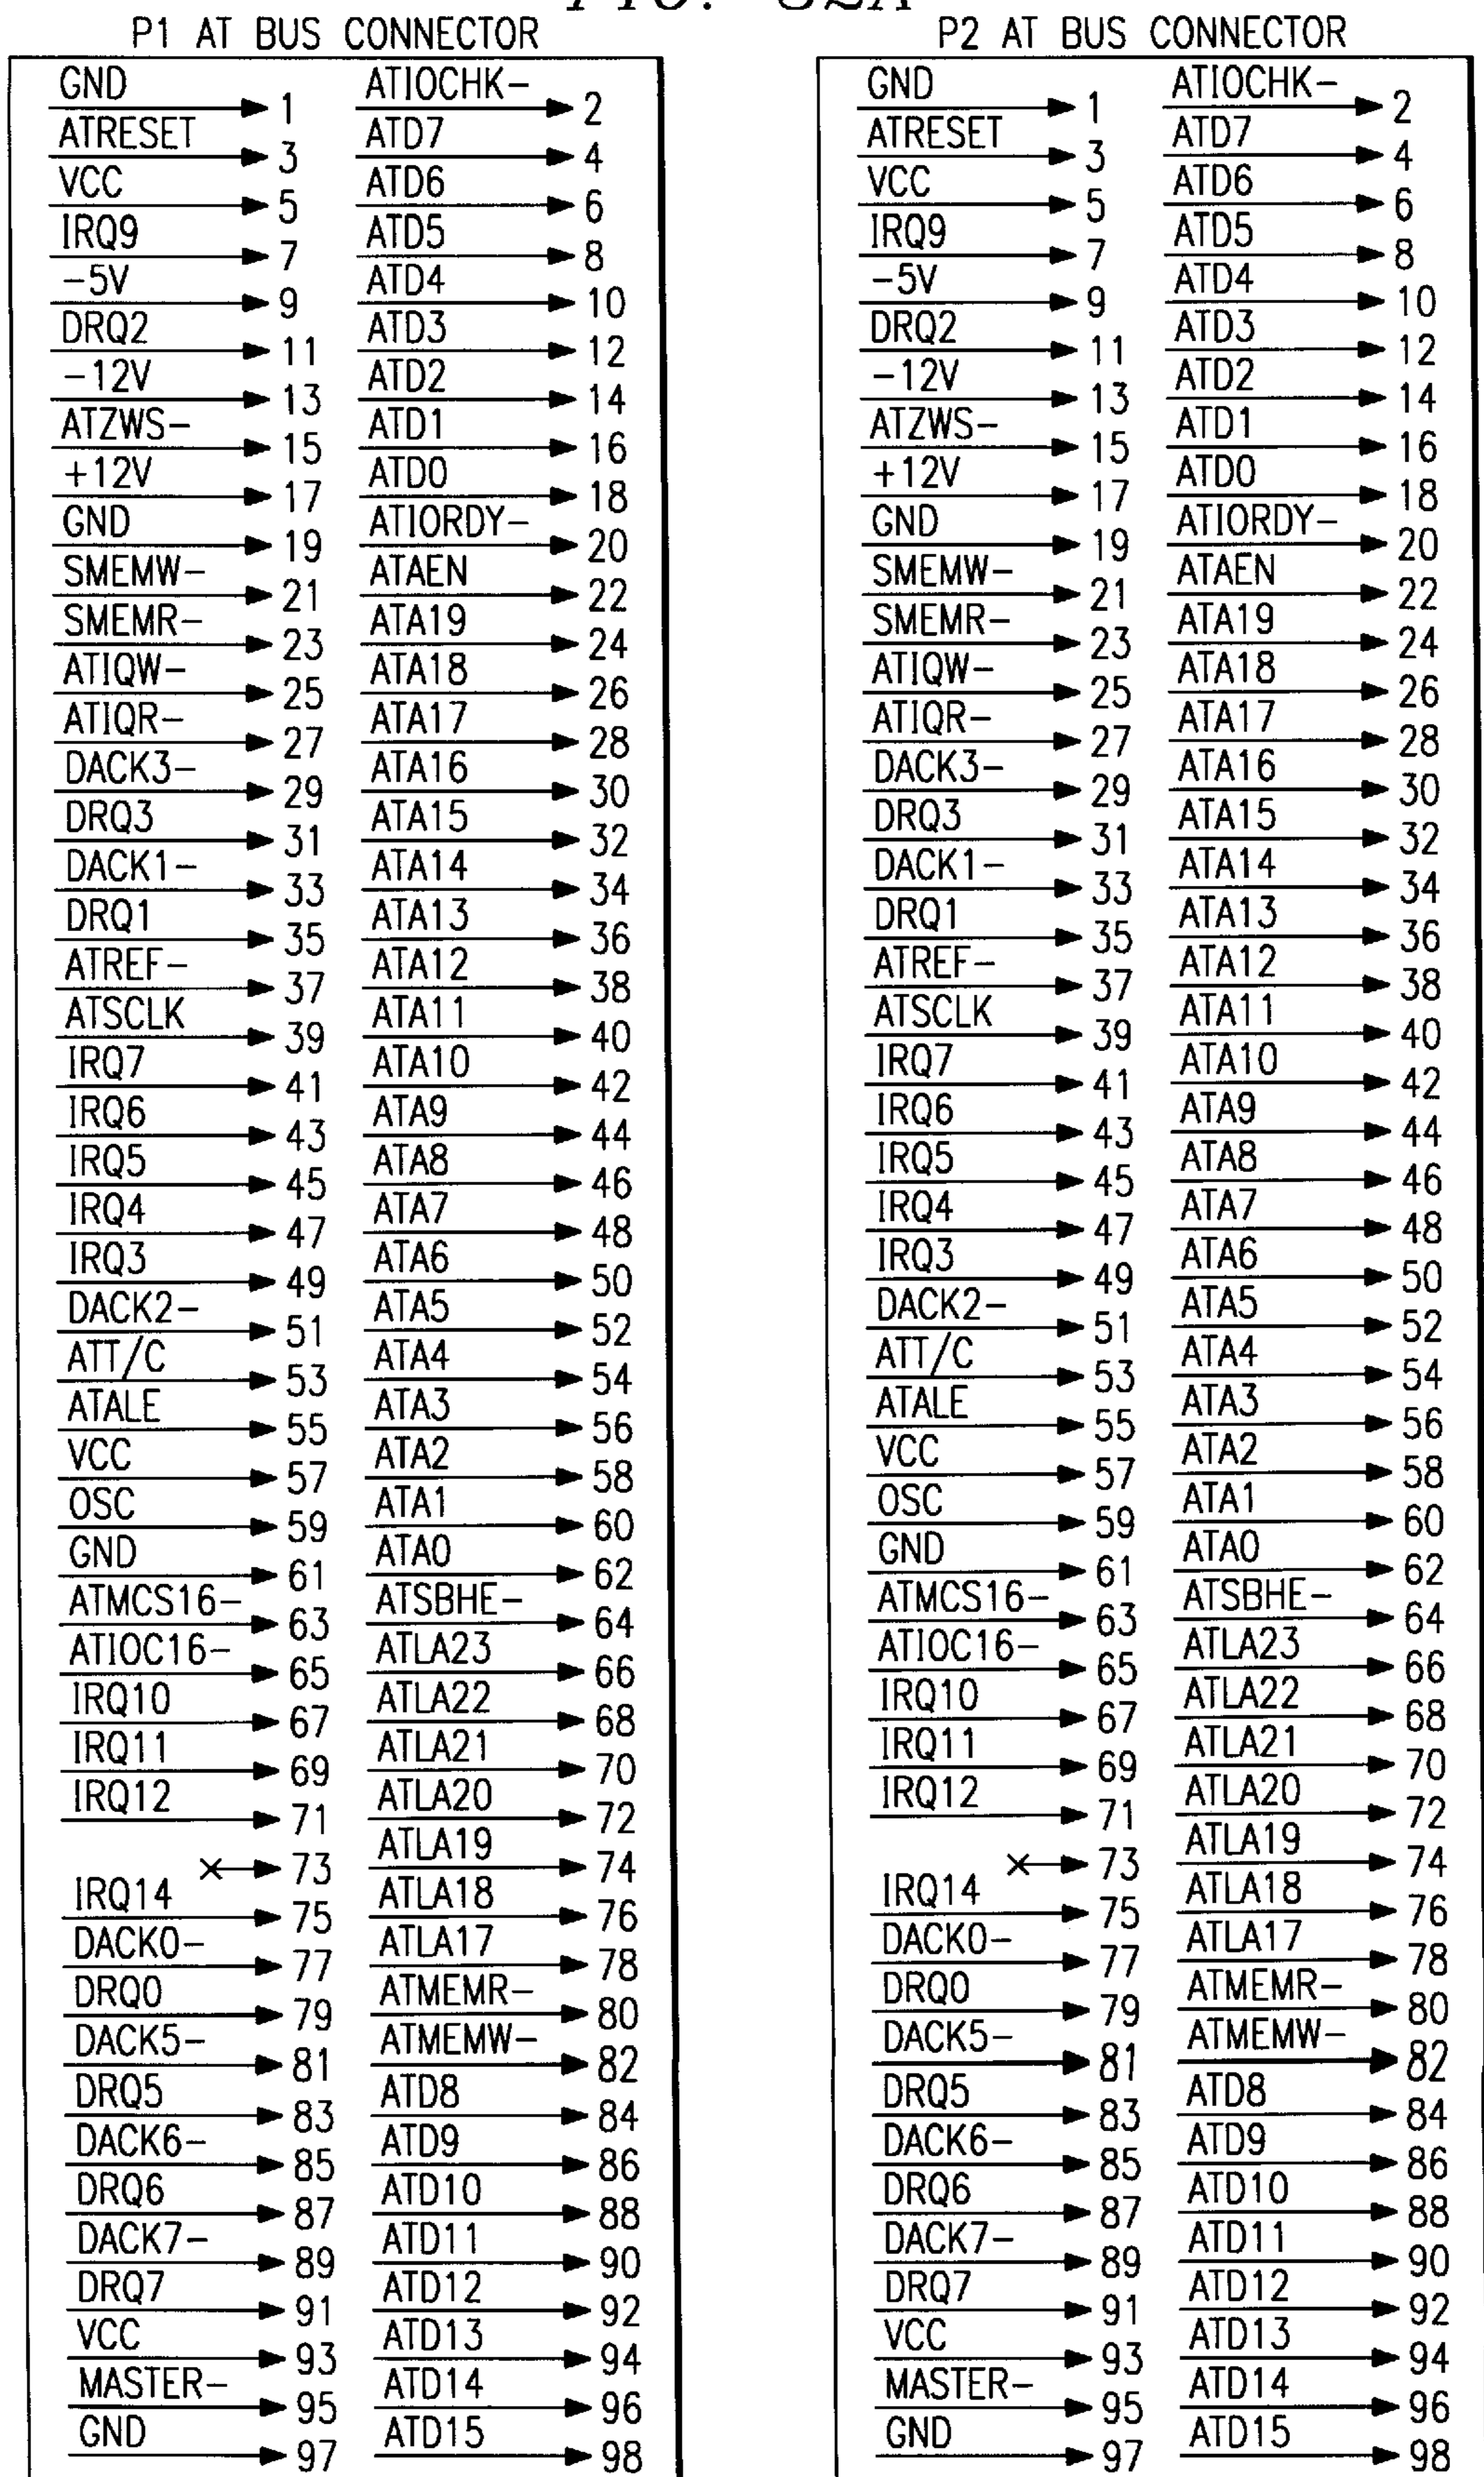 P1 AT BUS CONNECTOR
GND 1 ATIOCHK- 2
ATRESET 3 ATD7 4
VCC 5 ATD6 6
IRQ9 7 ATD5 8
-5V 9 ATD4 10
DRQ2 11 ATD3 12
-12V 13 ATD2 14
ATZWS- 15 ATD1 16
+12V 17 ATD0 18
GND 19 ATIORDY- 20
SMEMW- 21 ATAEN 22
SMEMR- 23 ATA19 24
ATIQW- 25 ATA18 26
ATIQR- 27 ATA17 28
DACK3- 29 ATA16 30
DRQ3 31 ATA15 32
DACK1- 33 ATA14 34
DRQ1 35 ATA13 36
ATREF- 37 ATA12 38
ATSCLK 39 ATA11 40
IRQ7 41 ATA10 42
IRQ6 43 ATA9 44
IRQ5 45 ATA8 46
IRQ4 47 ATA7 48
IRQ3 49 ATA6 50
DACK2- 51 ATA5 52
ATT/C 53 ATA4 54
ATALE 55 ATA3 56
VCC 57 ATA2 58
OSC 59 ATA1 60
GND 61 ATA0 62
ATMCS16- 63 ATSBHE- 64
ATIOC16- 65 ATLA23 66
IRQ10 67 ATLA22 68
IRQ11 69 ATLA21 70
IRQ12 71 ATLA20 72
73 ATLA19 74
IRQ14 75 ATLA18 76
DACK0- 77 ATLA17 78
DRQ0 79 ATMEMR- 80
DACK5- 81 ATMEMW- 82
DRQ5 83 ATD8 84
DACK6- 85 ATD9 86
DRQ6 87 ATD10 88
DACK7- 89 ATD11 90
DRQ7 91 ATD12 92
VCC 93 ATD13 94
MASTER- 95 ATD14 96
GND 97 ATD15 98
P2 AT BUS CONNECTOR
GND 1 ATIOCHK- 2
ATRESET 3 ATD7 4
VCC 5 ATD6 6
IRQ9 7 ATD5 8
-5V 9 ATD4 10
DRQ2 11 ATD3 12
-12V 13 ATD2 14
ATZWS- 15 ATD1 16
+12V 17 ATD0 18
GND 19 ATIORDY- 20
SMEMW- 21 ATAEN 22
SMEMR- 23 ATA19 24
ATIQW- 25 ATA18 26
ATIQR- 27 ATA17 28
DACK3- 29 ATA16 30
DRQ3 31 ATA15 32
DACK1- 33 ATA14 34
DRQ1 35 ATA13 36
ATREF- 37 ATA12 38
ATSCLK 39 ATA11 40
IRQ7 41 ATA10 42
IRQ6 43 ATA9 44
IRQ5 45 ATA8 46
IRQ4 47 ATA7 48
IRQ3 49 ATA6 50
DACK2- 51 ATA5 52
ATT/C 53 ATA4 54
ATALE 55 ATA3 56
VCC 57 ATA2 58
OSC 59 ATA1 60
GND 61 ATA0 62
ATMCS16- 63 ATSBHE- 64
ATIOC16- 65 ATLA23 66
IRQ10 67 ATLA22 68
IRQ11 69 ATLA21 70
IRQ12 71 ATLA20 72
73 ATLA19 74
IRQ14 75 ATLA18 76
DACK0- 77 ATLA17 78
DRQ0 79 ATMEMR- 80
DACK5- 81 ATMEMW- 82
DRQ5 83 ATD8 84
DACK6- 85 ATD9 86
DRQ6 87 ATD10 88
DACK7- 89 ATD11 90
DRQ7 91 ATD12 92
VCC 93 ATD13 94
MASTER- 95 ATD14 96
GND 97 ATD15 98